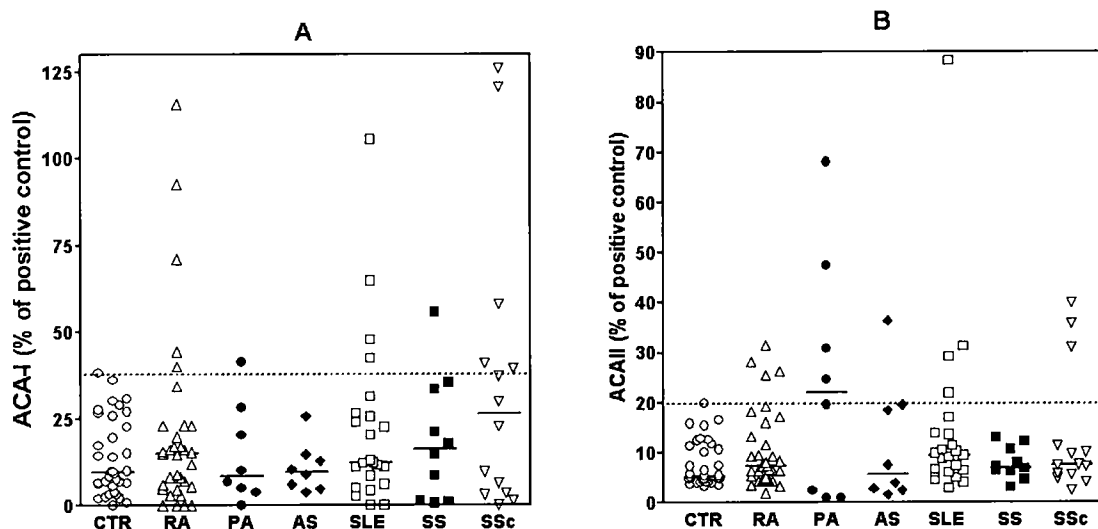 A
ACA-I (% of positive control)
125
100
75
50
25
0
CTR RA PA AS SLE SS SSc
B
ACAII (% of positive control)
90
80
70
60
50
40
30
20
10
0
CTR RA PA AS SLE SS SSc